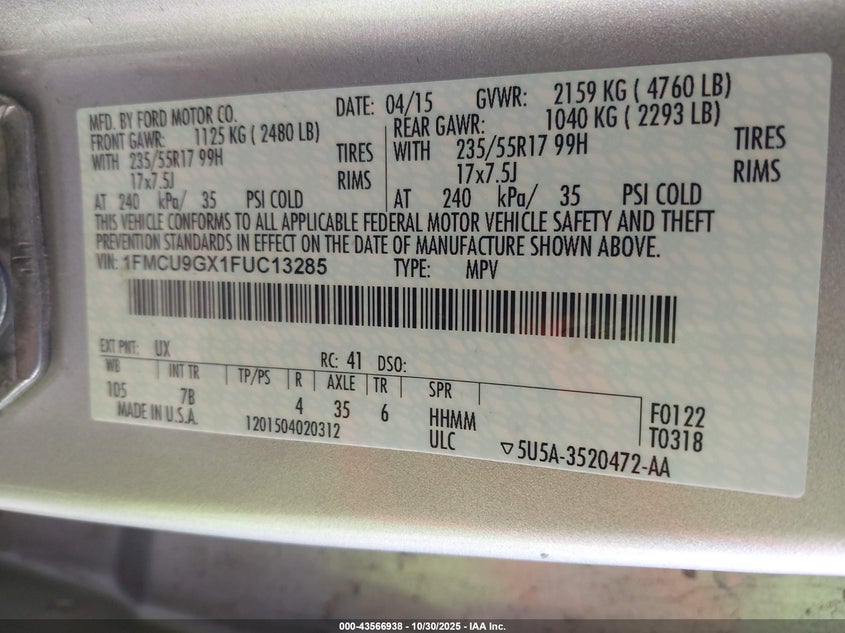 MFD. BY FORD MOTOR CO.
DATE: 04/15 GVWR: 2159 KG ( 4760 LB)
FRONT GAWR: 1125 KG ( 2480 LB) REAR GAWR: 1040 KG ( 2293 LB)
WITH 235/55R17 99H TIRES WITH 235/55R17 99H TIRES
17x7.5J RIMS 17x7.5J RIMS
AT 240 kPa/ 35 PSI COLD AT 240 kPa/ 35 PSI COLD
THIS VEHICLE CONFORMS TO ALL APPLICABLE FEDERAL MOTOR VEHICLE SAFETY AND THEFT
PREVENTION STANDARDS IN EFFECT ON THE DATE OF MANUFACTURE SHOWN ABOVE.
VIN: 1FMCU9GX1FUC13285 TYPE: MPV
EXT PNT: UX RC: 41 DSO:
WB INT TR TP/PS R AXLE TR SPR
105 7B 4 35 6 HHMM F0122
MADE IN U.S.A. 1201504020312 ULC T0318
▽5U5A-3520472-AA
000-43566938 - 10/30/2025 - IAA Inc.